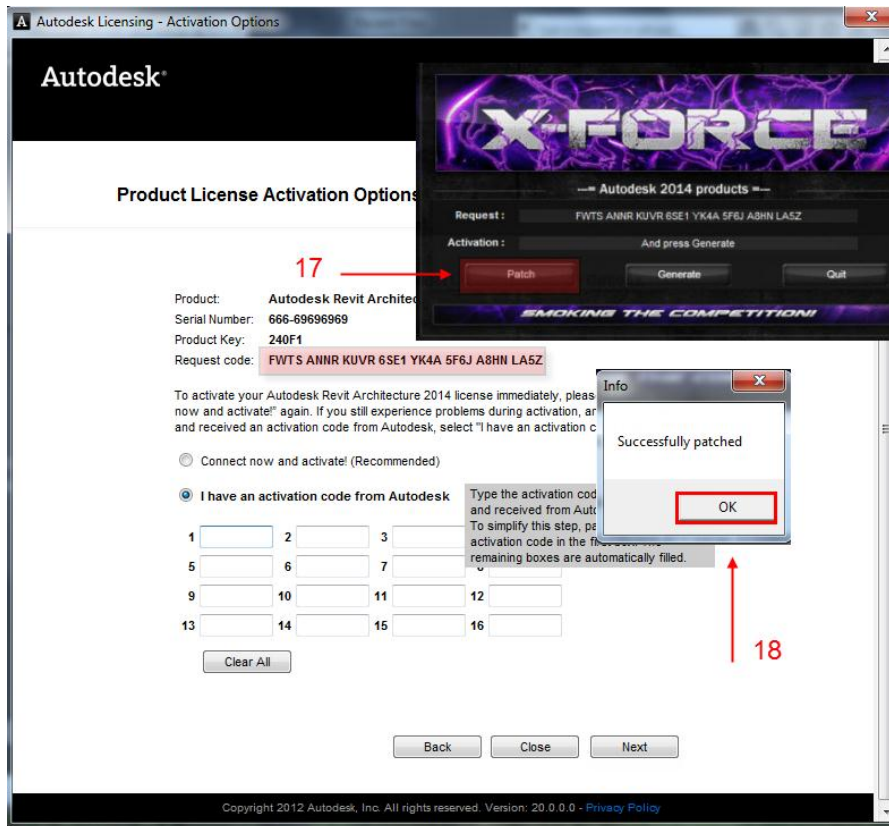 Autodesk Licensing - Activation Options
Autodesk®
X-FORCE
--= Autodesk 2014 products =--
Request : FWTS ANNR KUVR 6SE1 YK4A 5F6J A8HN LA5Z
Activation : And press Generate
Patch Generate Quit
SMOKING THE COMPETITION!
Product License Activation Options
17
Product: Autodesk Revit
Serial Number: 666-69696969
Product Key: 240F1
Request code: FWTS ANNR KUVR 6SE1 YK4A 5F6J A8HN LA5Z
To activate your Autodesk Revit Architecture 2014 license immediately,
now and activate!" again. If you still experience problems during activation,
and received an activation code from Autodesk, select "I have an activation
Connect now and activate! (Recommended)
I have an activation code from Autodesk
Type the activation
and received from
To simplify this step,
activation code in the
remaining boxes are automatically filled.
Info
Successfully patched
OK
18
1 2 3
5 6 7
9 10 11 12
13 14 15 16
Clear All
Back Close Next
Copyright 2012 Autodesk, Inc. All rights reserved. Version: 20.0.0.0 - Privacy Policy